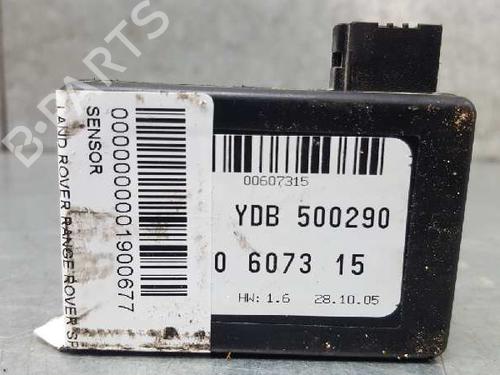 B-PARTS
LAND ROVER RANGE ROVER SP
SENSOR
0000000001900677
00607315
YDB 500290
0 6073 15
HW: 1.6 28.10.05